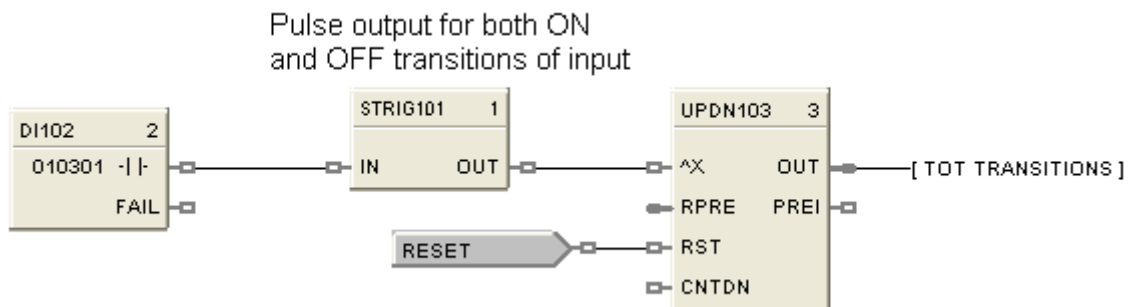 Pulse output for both ON
and OFF transitions of input
DI102 2
010301 -| |-
FAIL
STRIG101 1
IN OUT
UPDN103 3
^X OUT
RPRE PREI
RST
CNTDN
RESET
[ TOT TRANSITIONS ]